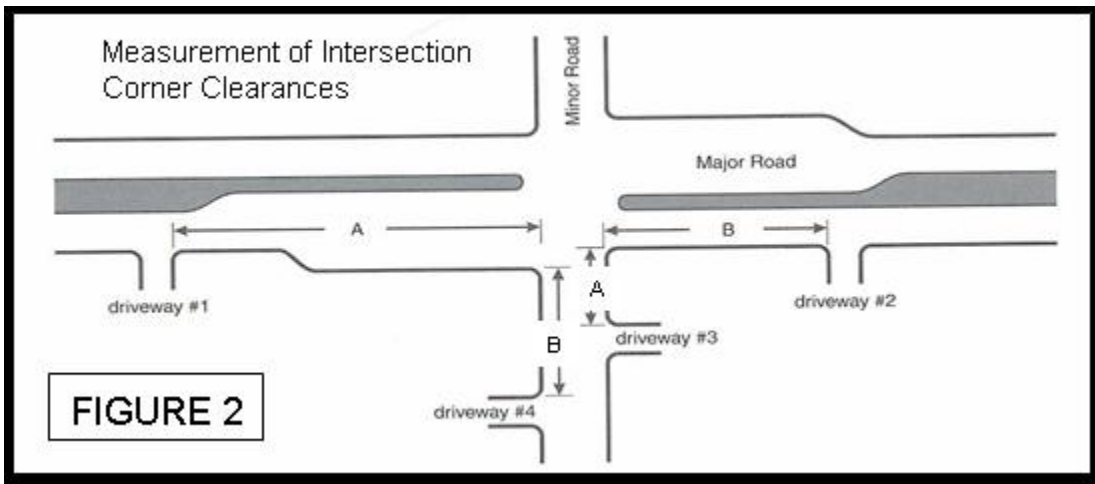 Measurement of Intersection
Corner Clearances
Minor Road
Major Road
A
B
A
B
driveway #1
driveway #2
driveway #3
driveway #4
FIGURE 2